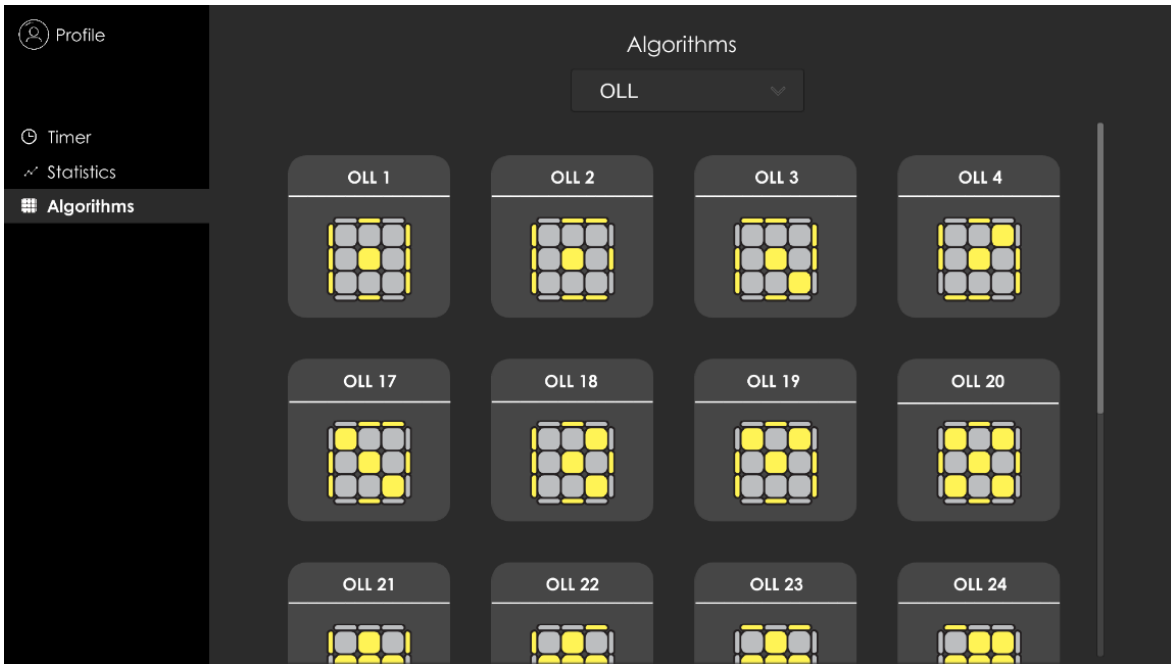 Profile
Timer
Statistics
Algorithms
Algorithms
OLL
OLL 1
OLL 2
OLL 3
OLL 4
OLL 17
OLL 18
OLL 19
OLL 20
OLL 21
OLL 22
OLL 23
OLL 24